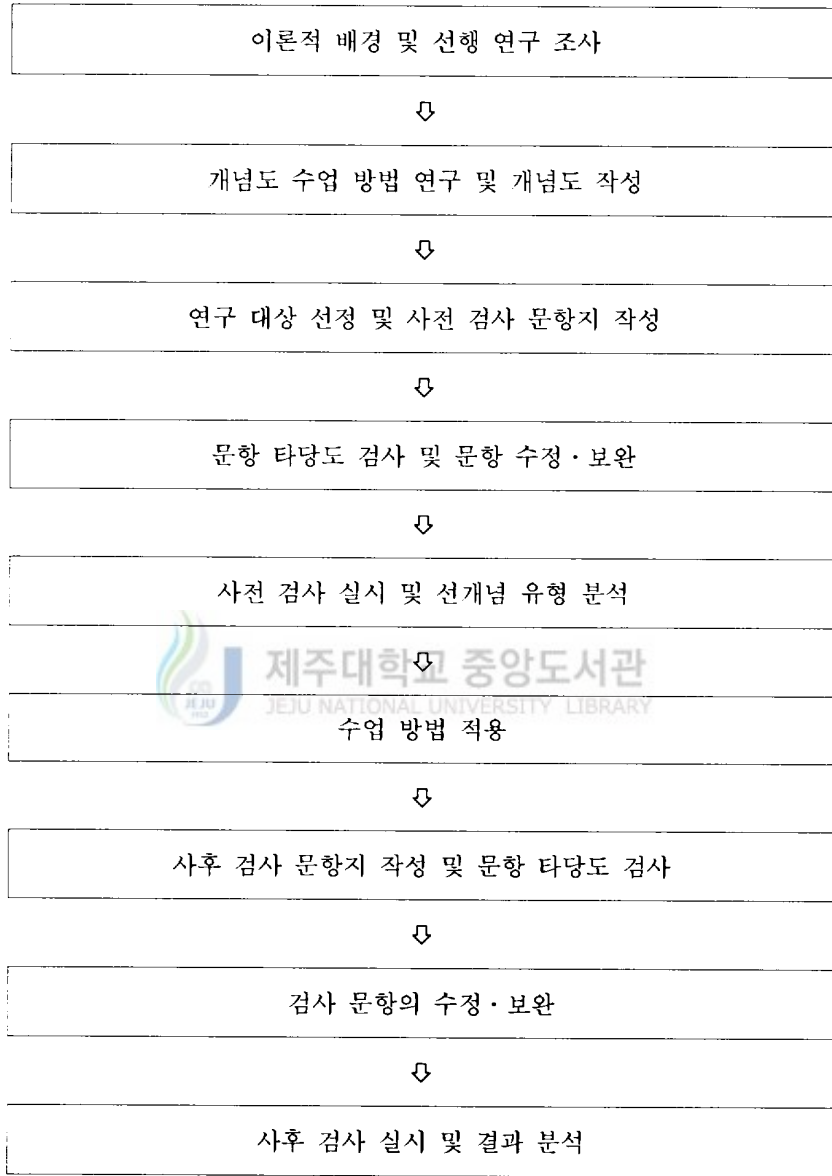 이론적 배경 및 선행 연구 조사
개념도 수업 방법 연구 및 개념도 작성
연구 대상 선정 및 사전 검사 문항지 작성
문항 타당도 검사 및 문항 수정·보완
사전 검사 실시 및 선개념 유형 분석
제주대학교 중앙도서관
JEJU NATIONAL UNIVERSITY LIBRARY
JEJU
1952
수업 방법 적용
사후 검사 문항지 작성 및 문항 타당도 검사
검사 문항의 수정·보완
사후 검사 실시 및 결과 분석